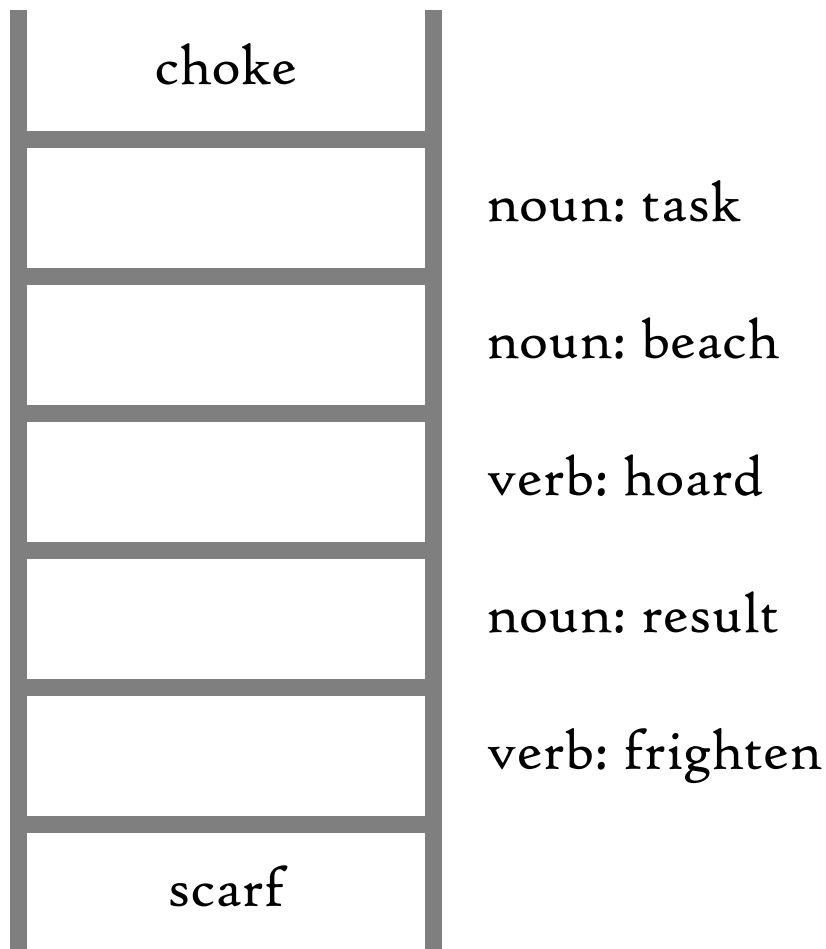 choke
noun: task
noun: beach
verb: hoard
noun: result
verb: frighten
scarf